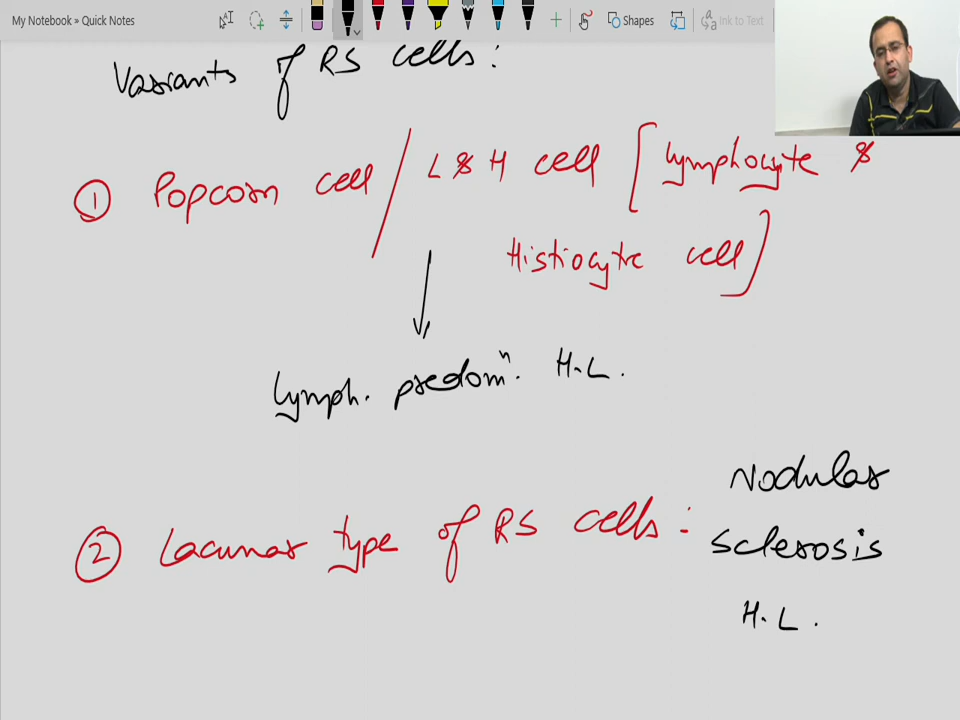 My Notebook » Quick Notes
Shapes
Ink to Text
Variants of RS cells :
① Popcorn cell / L & H cell [Lymphocyte &
Histiocyte cell]
Lymph. predomⁿ. H.L.
② Lacunar type of RS cells :
Nodular
Sclerosis
H.L.